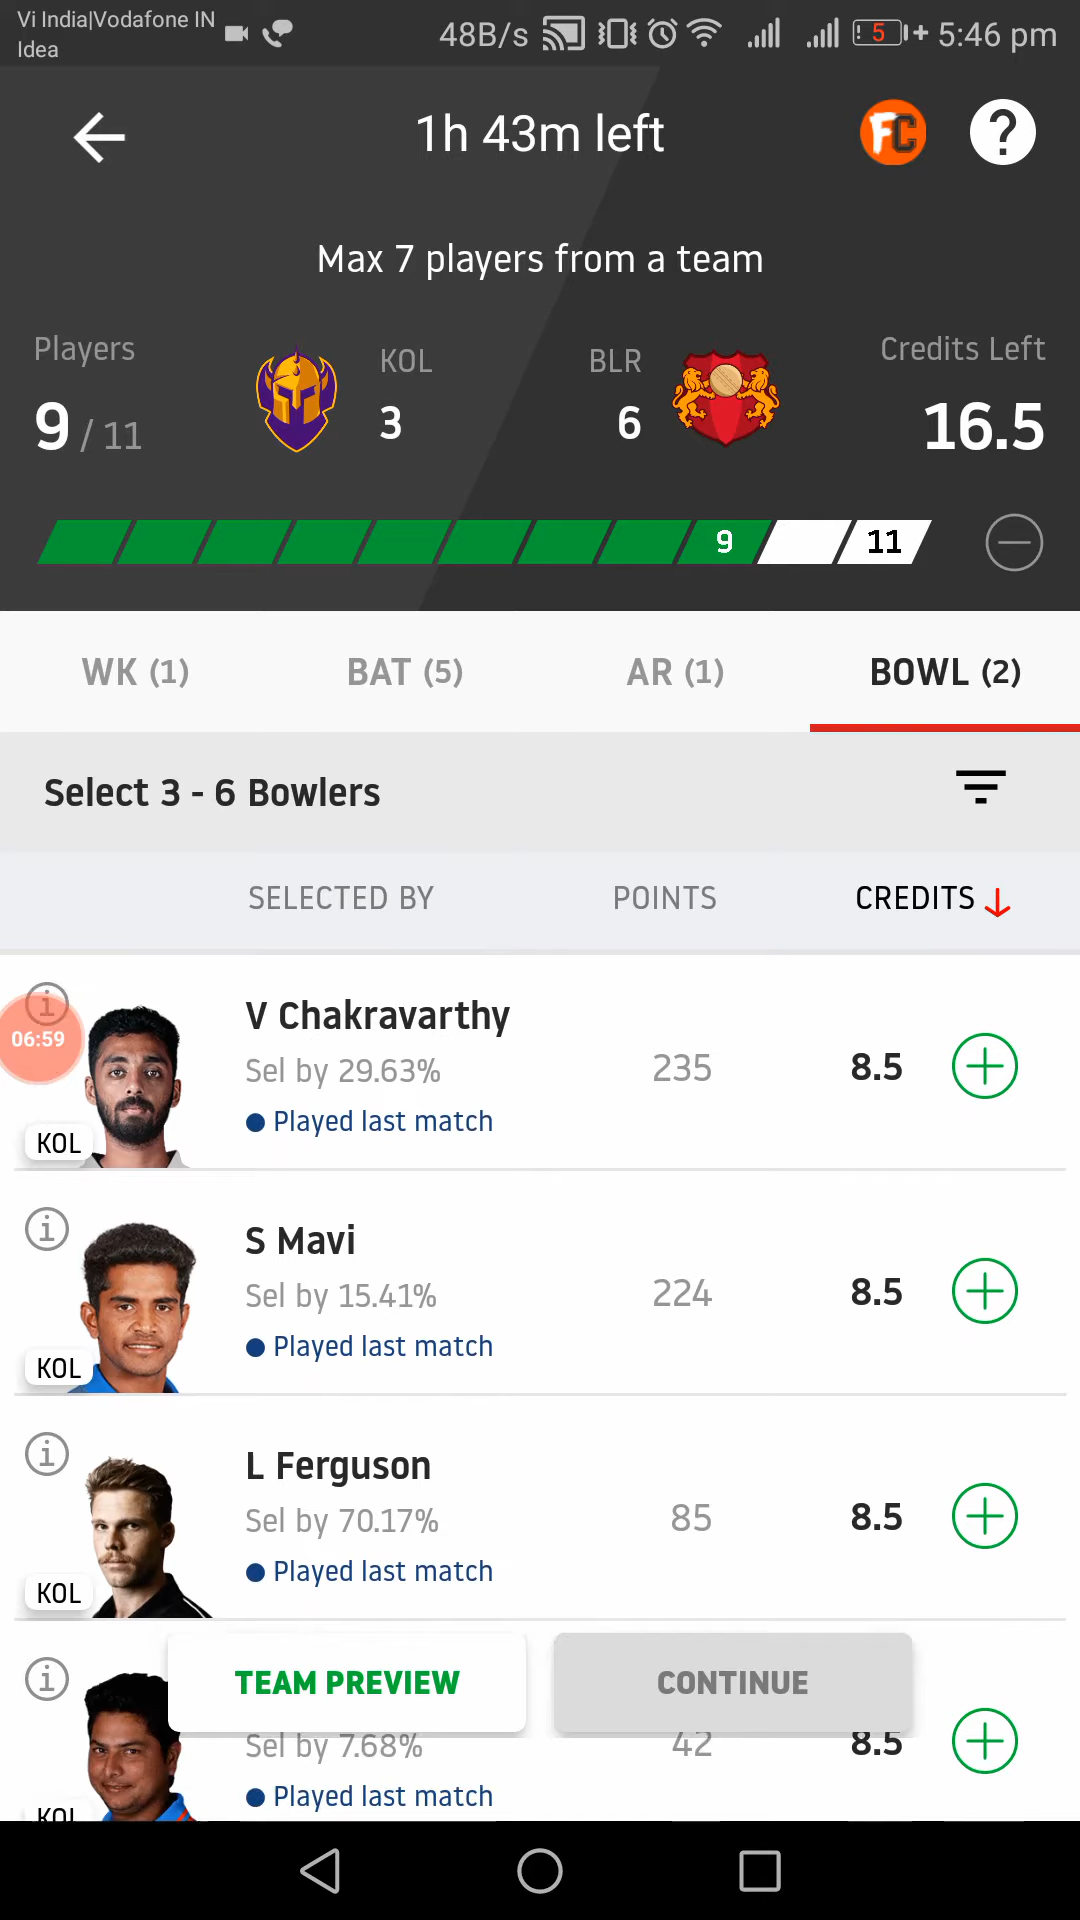 Vi India|Vodafone IN
Idea
48B/s
5
5:46 pm
1h 43m left
FC
?
Max 7 players from a team
Players
KOL
BLR
Credits Left
9 / 11
3
6
16.5
9
11
WK (1)
BAT (5)
AR (1)
BOWL (2)
Select 3 - 6 Bowlers
SELECTED BY
POINTS
CREDITS
V Chakravarthy
06:59
Sel by 29.63%
235
8.5
Played last match
KOL
S Mavi
Sel by 15.41%
224
8.5
Played last match
KOL
L Ferguson
Sel by 70.17%
85
8.5
Played last match
KOL
TEAM PREVIEW
CONTINUE
Sel by 7.68%
42
8.5
Played last match
KOL